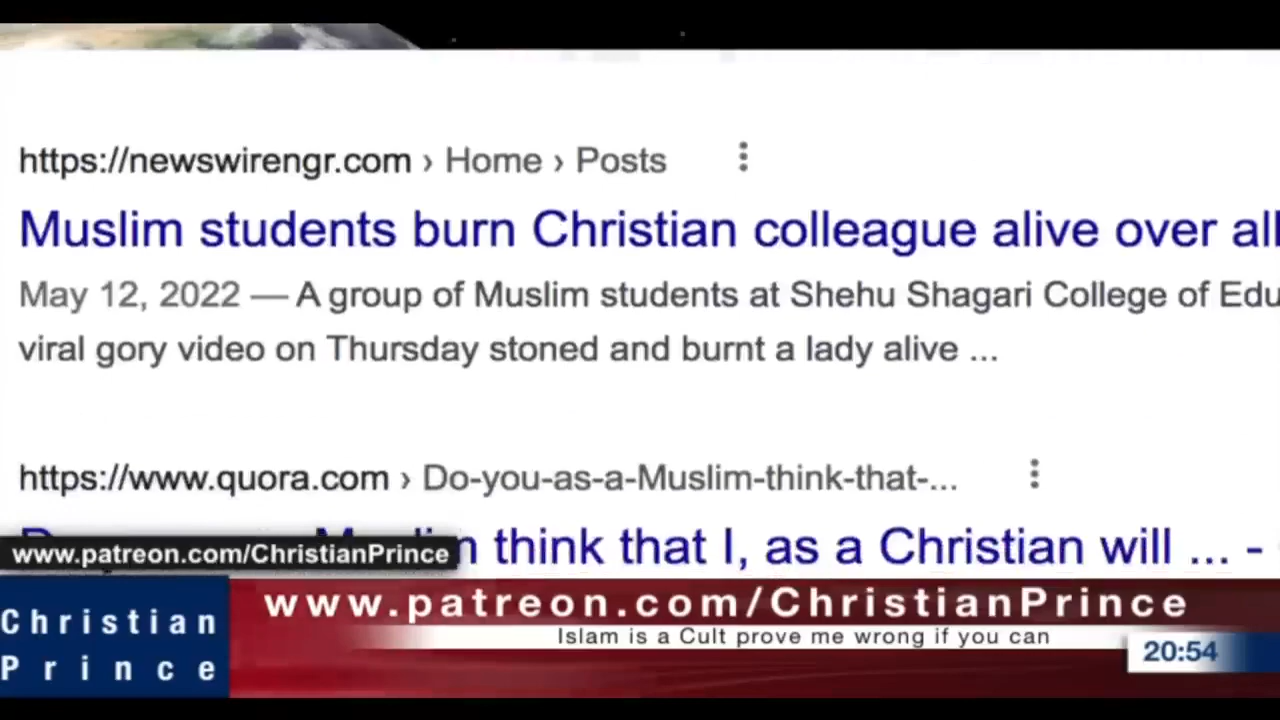 https://newswirengr.com › Home › Posts
Muslim students burn Christian colleague alive over all
May 12, 2022 — A group of Muslim students at Shehu Shagari College of Edu
viral gory video on Thursday stoned and burnt a lady alive ...
https://www.quora.com › Do-you-as-a-Muslim-think-that-...
think that I, as a Christian will ... -
www.patreon.com/ChristianPrince
Christian
Prince
www.patreon.com/ChristianPrince
Islam is a Cult prove me wrong if you can
20:54